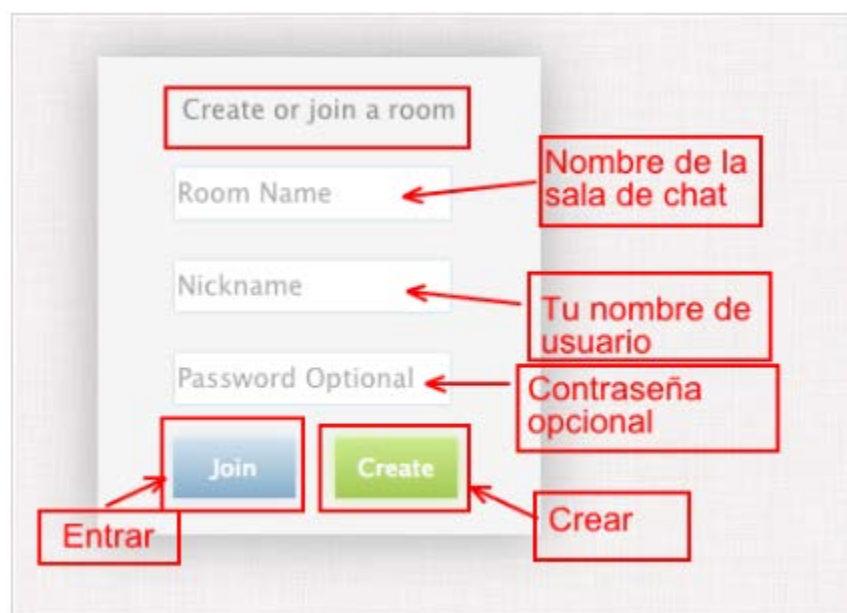 Create or join a room
Room Name
Nombre de la
sala de chat
Nickname
Tu nombre de
usuario
Password Optional
Contraseña
opcional
Join
Create
Entrar
Crear